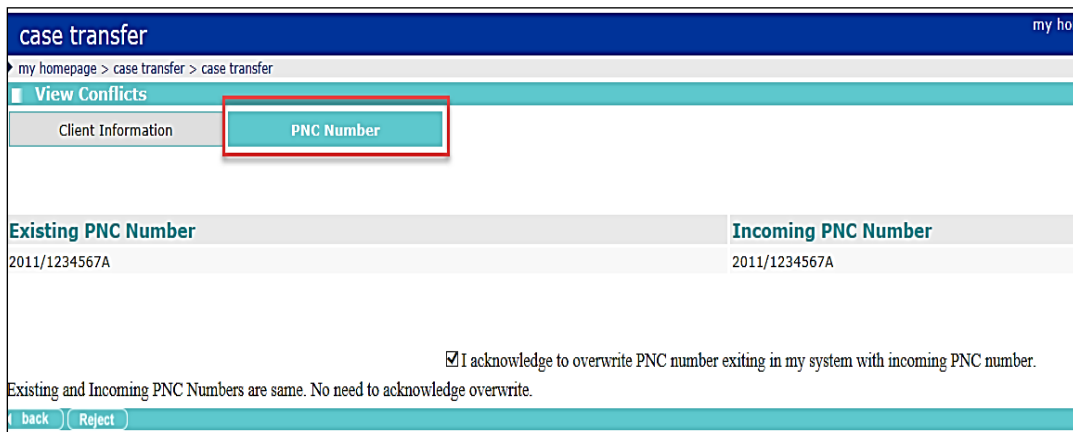 case transfer
my ho
my homepage > case transfer > case transfer
View Conflicts
Client Information
PNC Number
Existing PNC Number
Incoming PNC Number
2011/1234567A
2011/1234567A
I acknowledge to overwrite PNC number exiting in my system with incoming PNC number.
Existing and Incoming PNC Numbers are same. No need to acknowledge overwrite.
back
Reject